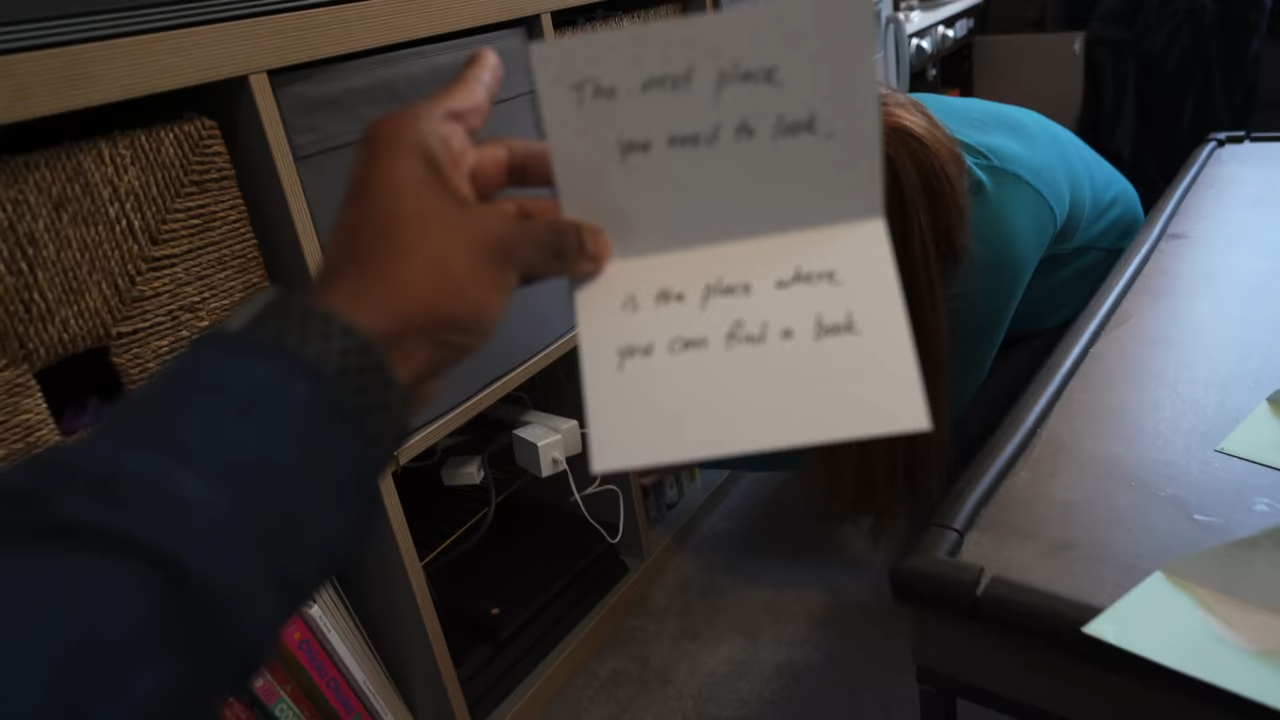 The next place
you need to look.
is the place where
you can find a book.